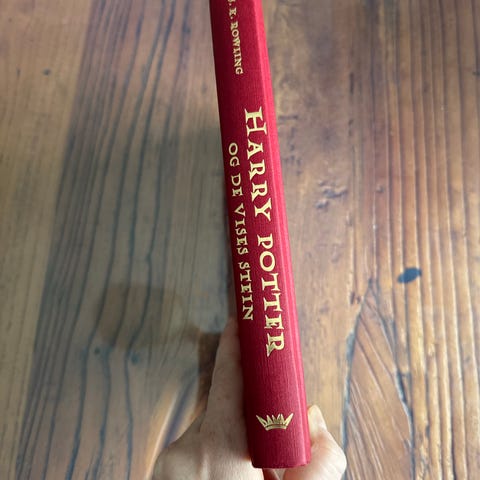 J. K. ROWLING
HARRY POTTER
OG DE VISES STEIN